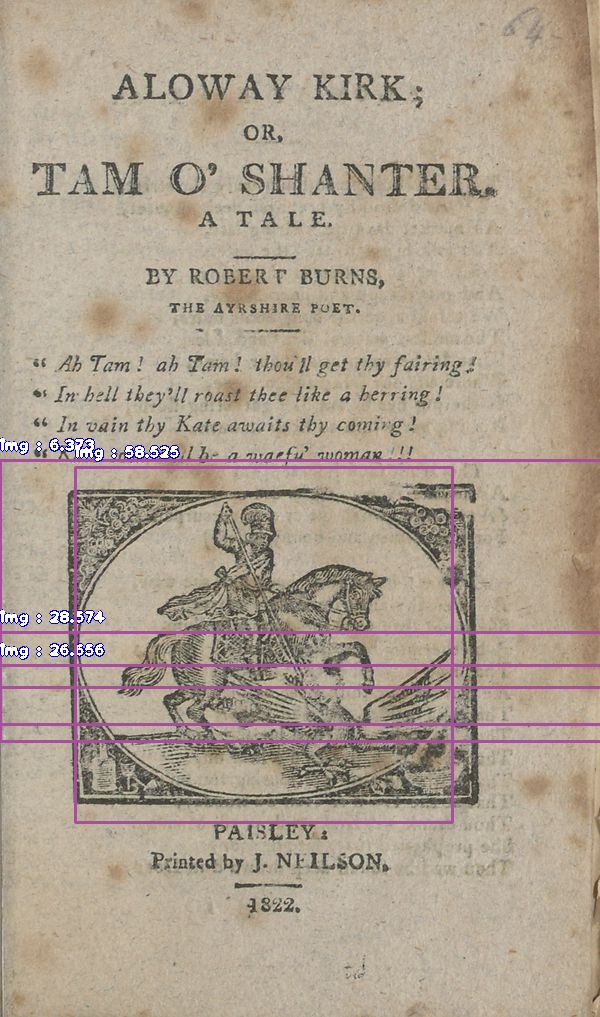 64
ALOWAY KIRK;
OR,
TAM O' SHANTER.
A TALE.
BY ROBERT BURNS,
THE AYRSHIRE POET.
“ Ah Tam! ah Tam! thou'll get thy fairing!
“ In hell they'll roast thee like a herring!
“ In vain thy Kate awaits thy coming!
“ be a waefu' woman!!!
Img : 6.373
Img : 58.525
Img : 28.574
Img : 26.656
PAISLEY:
Printed by J. NEILSON,
1822.